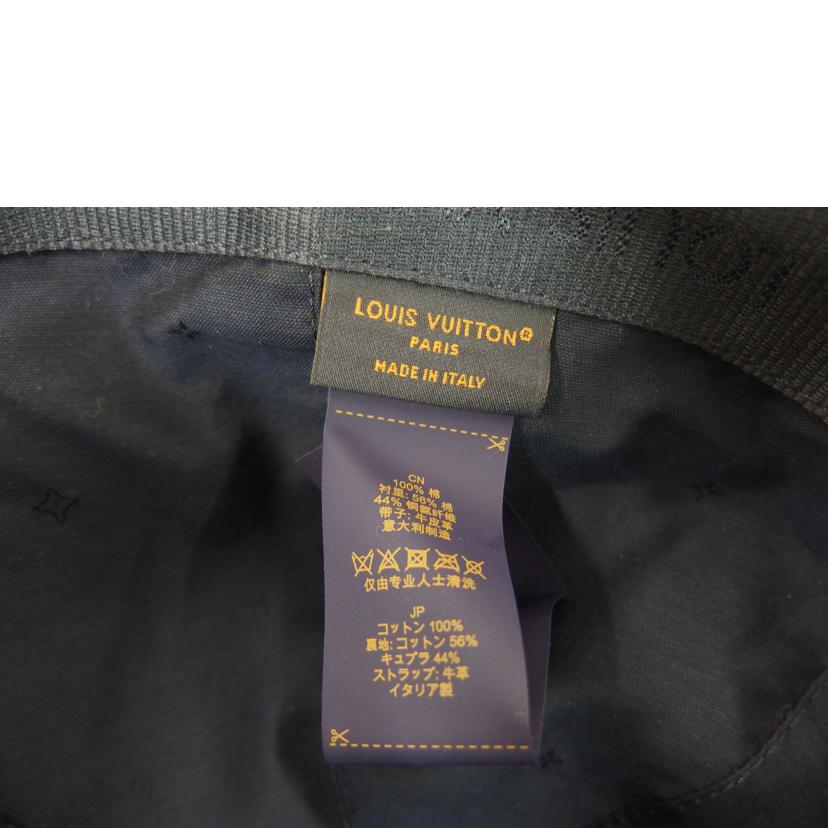 LOUIS VUITTON®
PARIS
MADE IN ITALY
CN
100% 棉
衬里: 56% 棉
44% 铜氨纤维
带子: 牛皮革
意大利制造
仅由专业人士清洗
JP
コットン 100%
裏地: コットン 56%
キュプラ 44%
ストラップ: 牛革
イタリア製